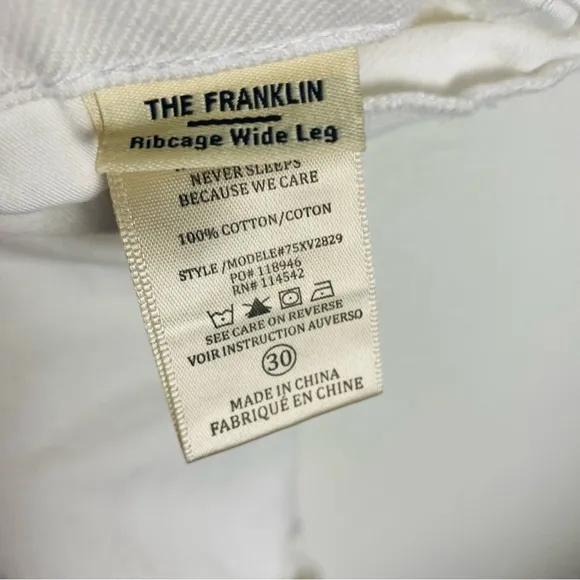 THE FRANKLIN
Ribcage Wide Leg
NEVER SLEEPS
BECAUSE WE CARE
100% COTTON/COTON
STYLE /MODELE#75XV2829
PO# 118946
RN# 114542
SEE CARE ON REVERSE
VOIR INSTRUCTION AUVERSO
30
MADE IN CHINA
FABRIQUÉ EN CHINE